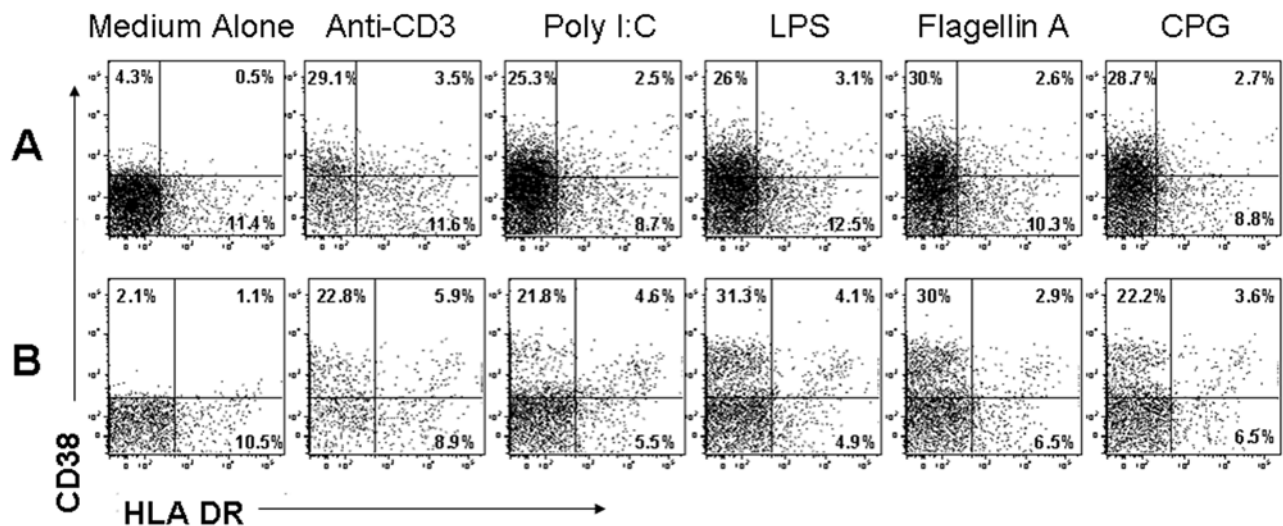 Medium Alone Anti-CD3 Poly I:C LPS Flagellin A CPG
A
4.3% 0.5% 29.1% 3.5% 25.3% 2.5% 26% 3.1% 30% 2.6% 28.7% 2.7%
11.4% 11.6% 8.7% 12.5% 10.3% 8.8%
B
2.1% 1.1% 22.8% 5.9% 21.8% 4.6% 31.3% 4.1% 30% 2.9% 22.2% 3.6%
10.5% 8.9% 5.5% 4.9% 6.5% 6.5%
CD38
HLA DR